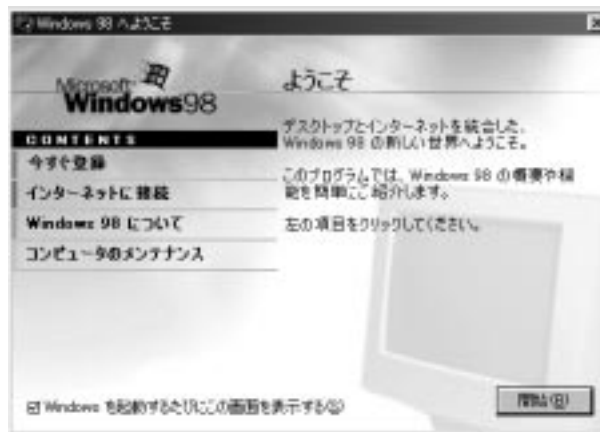 Windows 98 へようこそ
Microsoft
Windows98
CONTENTS
今すぐ登録
インターネットに接続
Windows 98 について
コンピュータのメンテナンス
ようこそ
デスクトップとインターネットを統合した、
Windows 98 の新しい世界へようこそ。
このプログラムでは、Windows 98 の概要や機
能を簡単にご紹介します。
左の項目をクリックしてください。
Windows を起動するたびにこの画面を表示する(S)
開始(B)